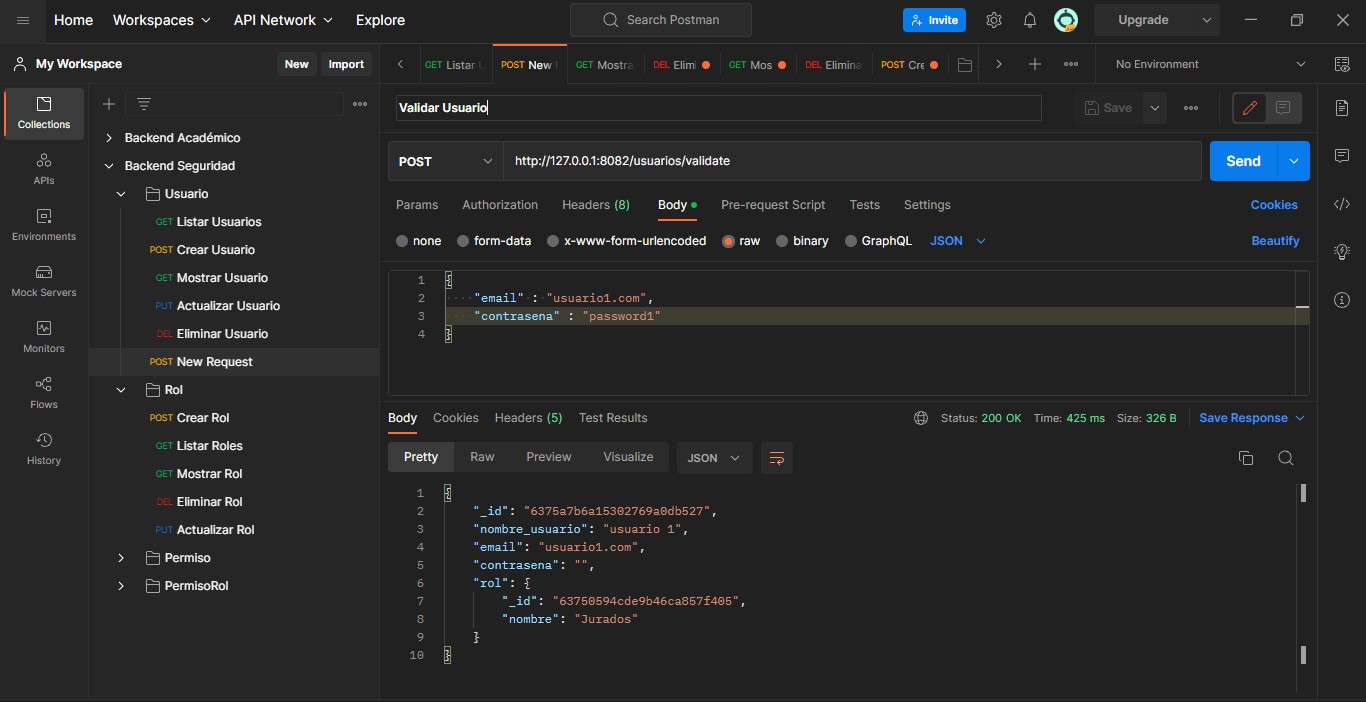 Home Workspaces API Network Explore Search Postman Invite Upgrade
My Workspace New Import GET Listar POST New GET Mostra DEL Elimi GET Mos DEL Elimina POST Cre No Environment
Collections
APIs
Environments
Mock Servers
Monitors
Flows
History
Backend Académico
Backend Seguridad
Usuario
GET Listar Usuarios
POST Crear Usuario
GET Mostrar Usuario
PUT Actualizar Usuario
DEL Eliminar Usuario
POST New Request
Rol
POST Crear Rol
GET Listar Roles
GET Mostrar Rol
DEL Eliminar Rol
PUT Actualizar Rol
Permiso
PermisoRol
Validar Usuario Save
POST http://127.0.0.1:8082/usuarios/validate Send
Params Authorization Headers (8) Body Pre-request Script Tests Settings Cookies
none form-data x-www-form-urlencoded raw binary GraphQL JSON Beautify
1 {
2 "email" : "usuario1.com",
3 "contrasena" : "password1"
4 }
Body Cookies Headers (5) Test Results Status: 200 OK Time: 425 ms Size: 326 B Save Response
Pretty Raw Preview Visualize JSON
1 {
2 "_id": "6375a7b6a15302769a0db527",
3 "nombre_usuario": "usuario 1",
4 "email": "usuario1.com",
5 "contrasena": "",
6 "rol": {
7 "_id": "63750594cde9b46ca857f405",
8 "nombre": "Jurados"
9 }
10 }